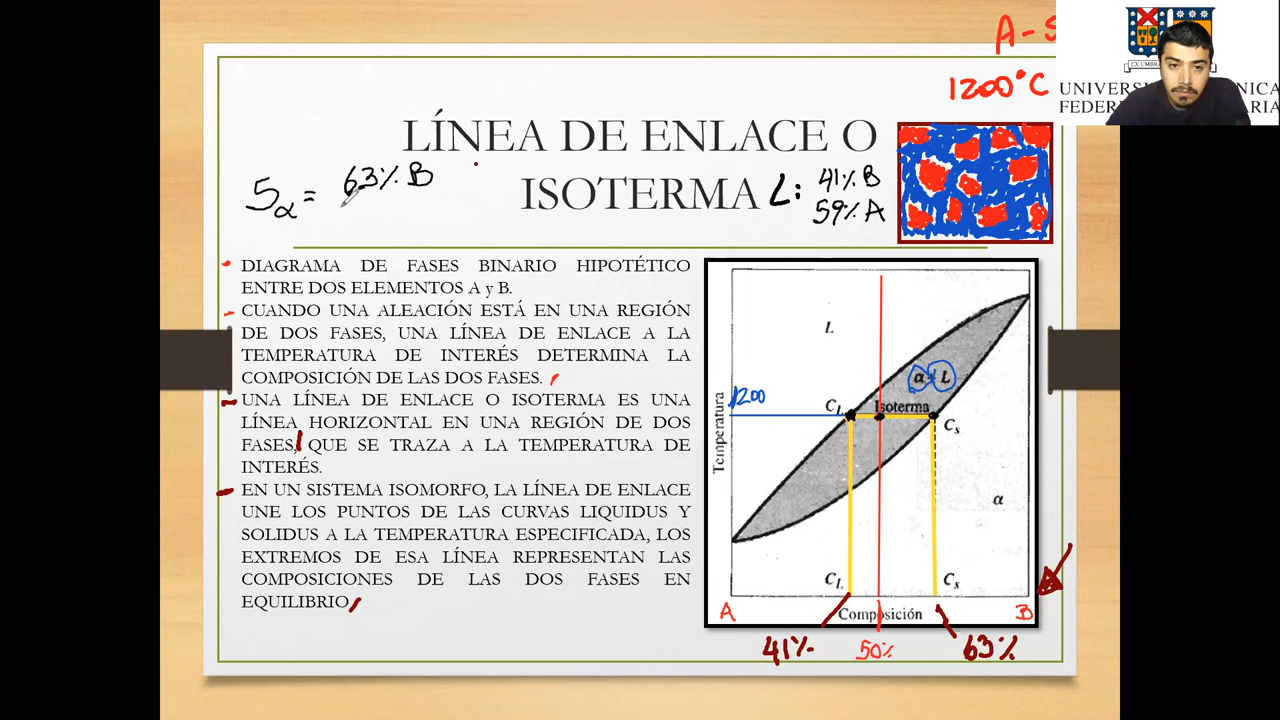 A - 5
1200°C
UNIVERSI NICA
FEDER ARIA
LÍNEA DE ENLACE O
ISOTERMA
Sα = 63% B
L: 41% B
59% A
DIAGRAMA DE FASES BINARIO HIPOTÉTICO
ENTRE DOS ELEMENTOS A y B.
CUANDO UNA ALEACIÓN ESTÁ EN UNA REGIÓN
DE DOS FASES, UNA LÍNEA DE ENLACE A LA
TEMPERATURA DE INTERÉS DETERMINA LA
COMPOSICIÓN DE LAS DOS FASES.
UNA LÍNEA DE ENLACE O ISOTERMA ES UNA
LÍNEA HORIZONTAL EN UNA REGIÓN DE DOS
FASES, QUE SE TRAZA A LA TEMPERATURA DE
INTERÉS.
EN UN SISTEMA ISOMORFO, LA LÍNEA DE ENLACE
UNE LOS PUNTOS DE LAS CURVAS LIQUIDUS Y
SOLIDUS A LA TEMPERATURA ESPECIFICADA, LOS
EXTREMOS DE ESA LÍNEA REPRESENTAN LAS
COMPOSICIONES DE LAS DOS FASES EN
EQUILIBRIO
L
α + L
1200
CL Isoterma
Cs
Temperatura
α
CL Cs
A Composición B
41% 50% 63%